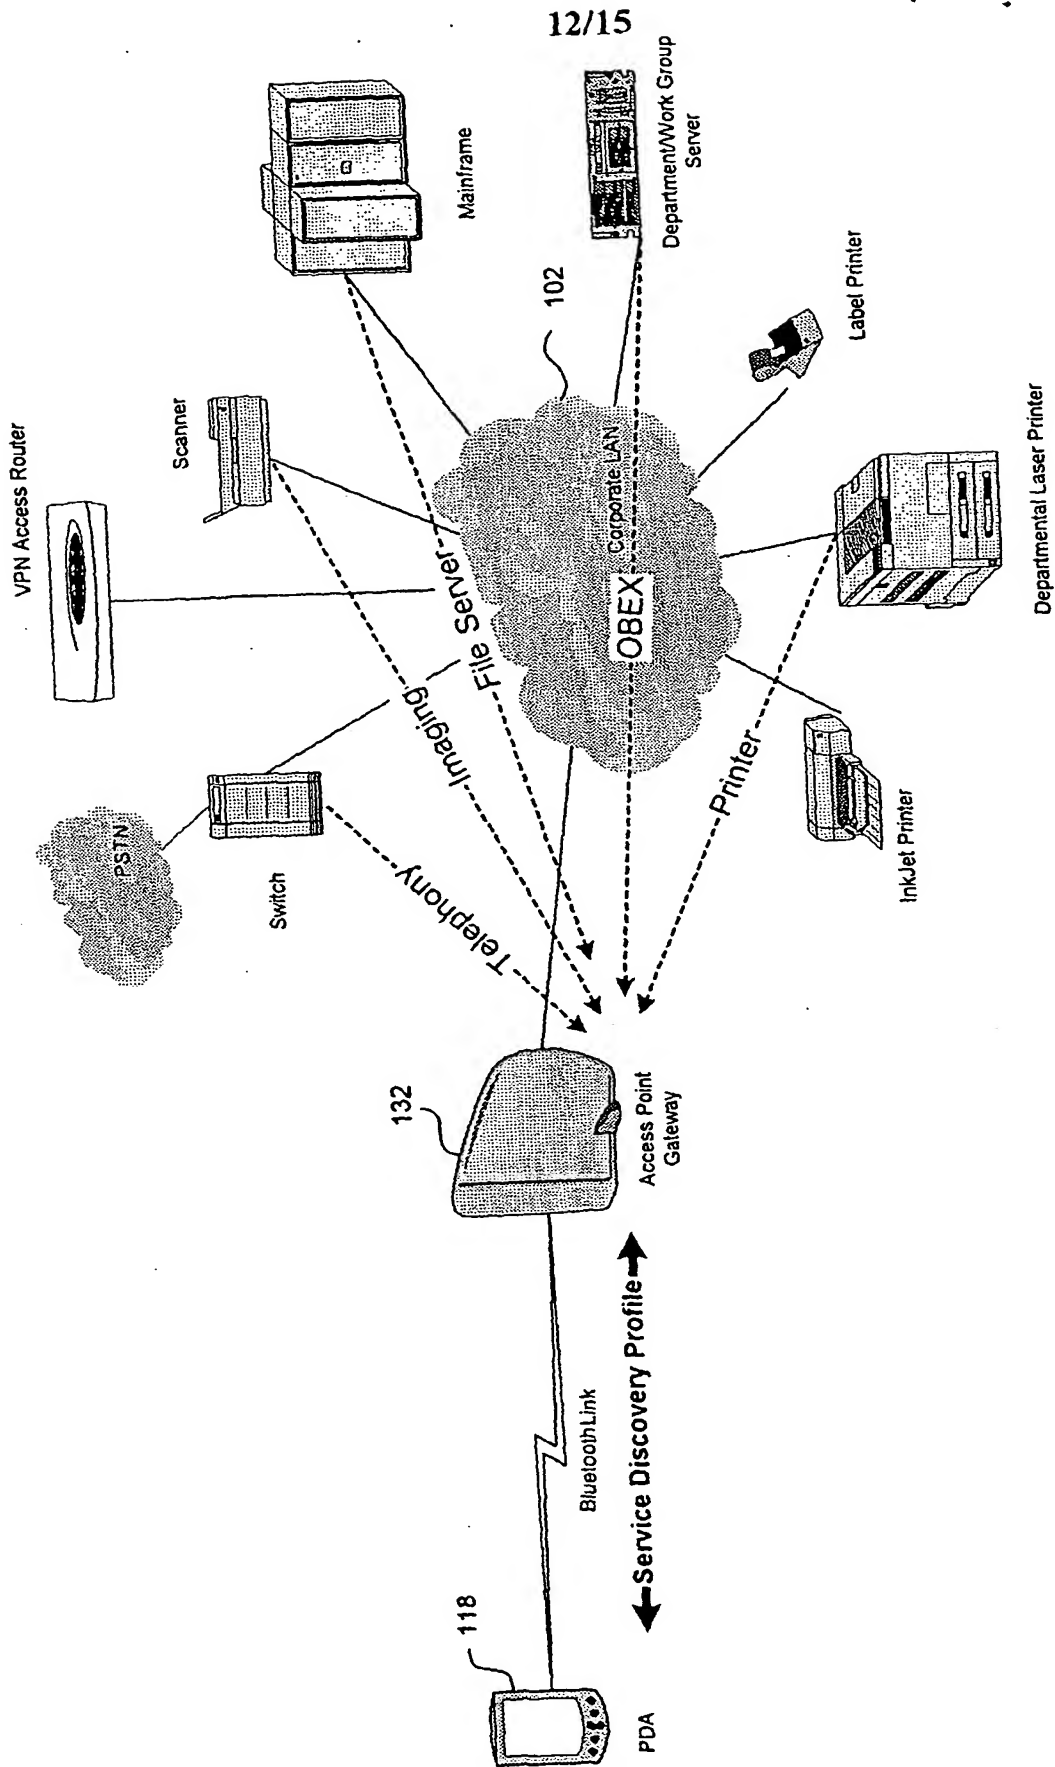 12/15
VPN Access Router
Scanner
Mainframe
PSTN
Switch
102
Department/Work Group
Server
Label Printer
Corporate LAN
File Server
Imaging
Telephony
OBEX
Printer
Departmental Laser Printer
InkJet Printer
132
Access Point
Gateway
118
PDA
BluetoothLink
Service Discovery Profile